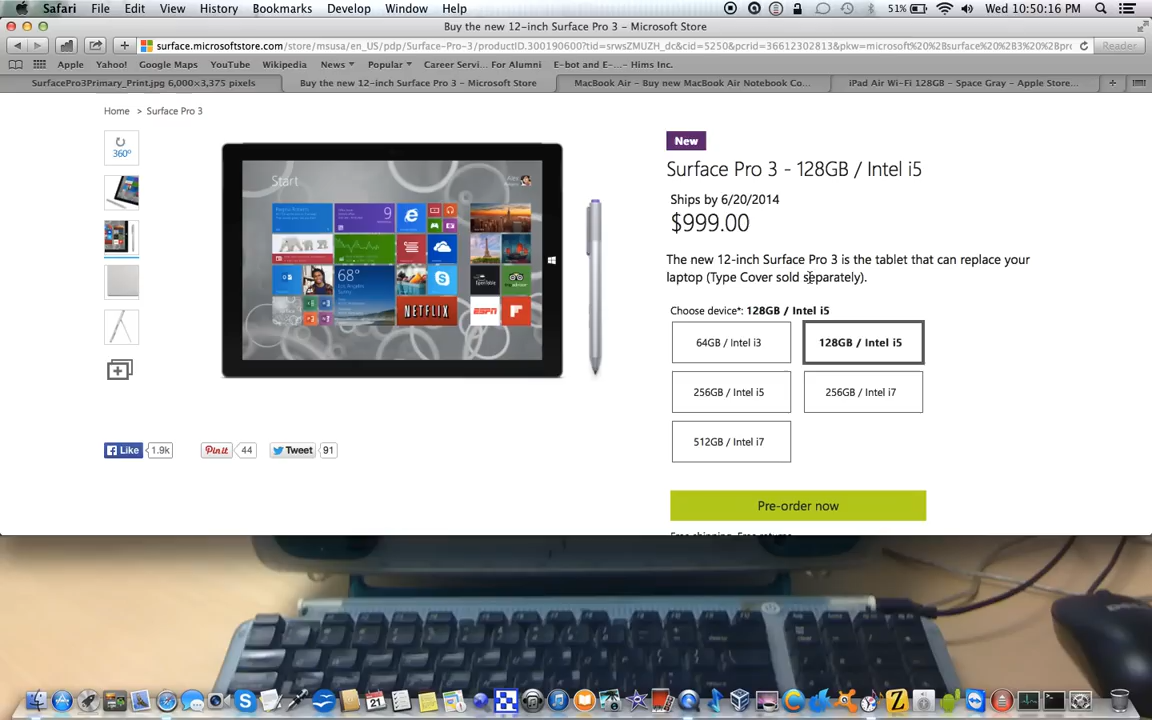 Safari File Edit View History Bookmarks Develop Window Help 51% Wed 10:50:16 PM
Buy the new 12-inch Surface Pro 3 – Microsoft Store
surface.microsoftstore.com/store/msusa/en_US/pdp/Surface-Pro-3/productID.300190600?tid=srwsZMUZH_dc&cid=5250&pcrid=36612302813&pkw=microsoft%20%2Bsurface%20%2B3%20%2Bpro Reader
Apple Yahoo! Google Maps YouTube Wikipedia News Popular Career Servi... For Alumni E-bot and E-... – Hims Inc.
SurfacePro3Primary_Print.jpg 6,000×3,375 pixels Buy the new 12-inch Surface Pro 3 – Microsoft Store MacBook Air – Buy new MacBook Air Notebook Co... iPad Air Wi-Fi 128GB – Space Gray – Apple Store...
Home > Surface Pro 3
360°
Start
9
68°
NETFLIX
ESPN
New
Surface Pro 3 - 128GB / Intel i5
Ships by 6/20/2014
$999.00
The new 12-inch Surface Pro 3 is the tablet that can replace your
laptop (Type Cover sold separately).
Choose device*: 128GB / Intel i5
64GB / Intel i3
128GB / Intel i5
256GB / Intel i5
256GB / Intel i7
512GB / Intel i7
Like 1.9k Pin it 44 Tweet 91
Pre-order now
Free shipping. Free returns.
21